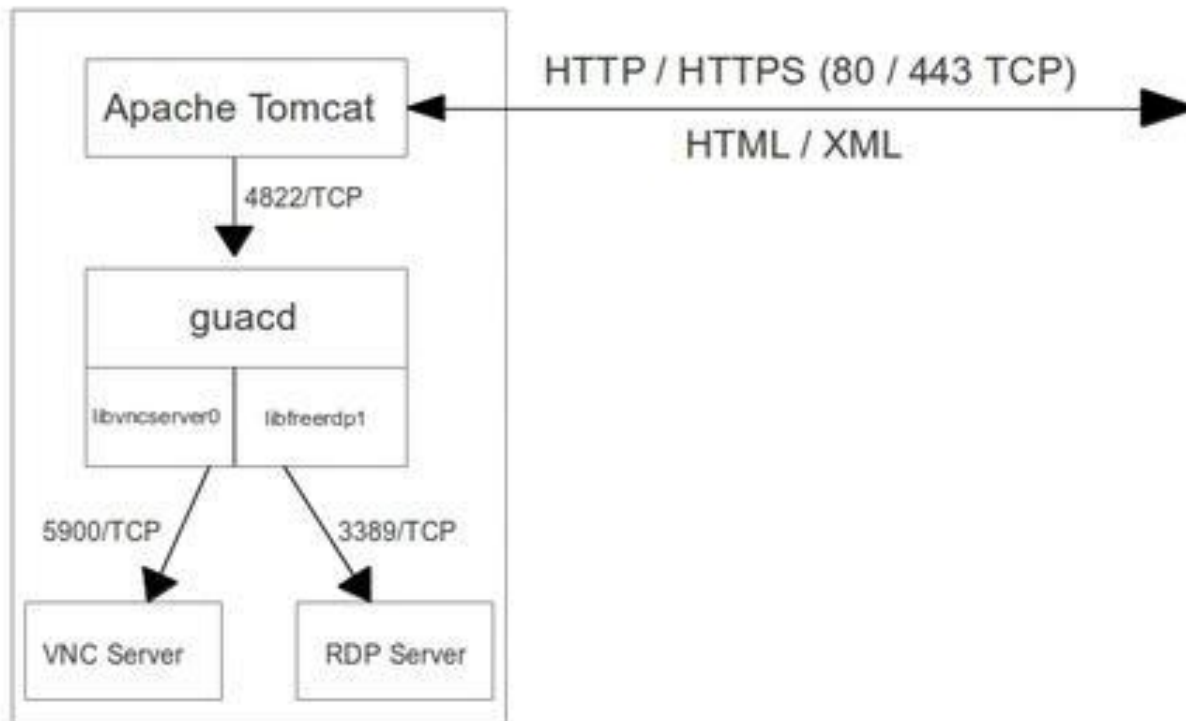 HTTP / HTTPS (80 / 443 TCP)
Apache Tomcat
HTML / XML
4822/TCP
guacd
libvncserver0
libfreerdp1
5900/TCP
3389/TCP
VNC Server
RDP Server